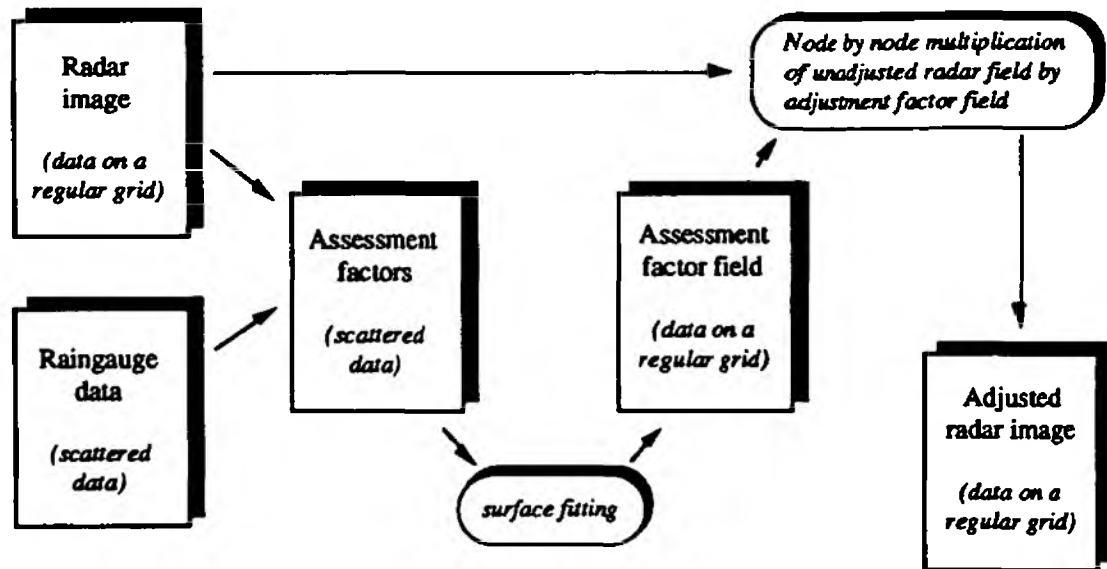 Radar
image
(data on a
regular grid)
Raingauge
data
(scattered
data)
Assessment
factors
(scattered
data)
surface fitting
Assessment
factor field
(data on a
regular grid)
Node by node multiplication
of unadjusted radar field by
adjustment factor field
Adjusted
radar image
(data on a
regular grid)